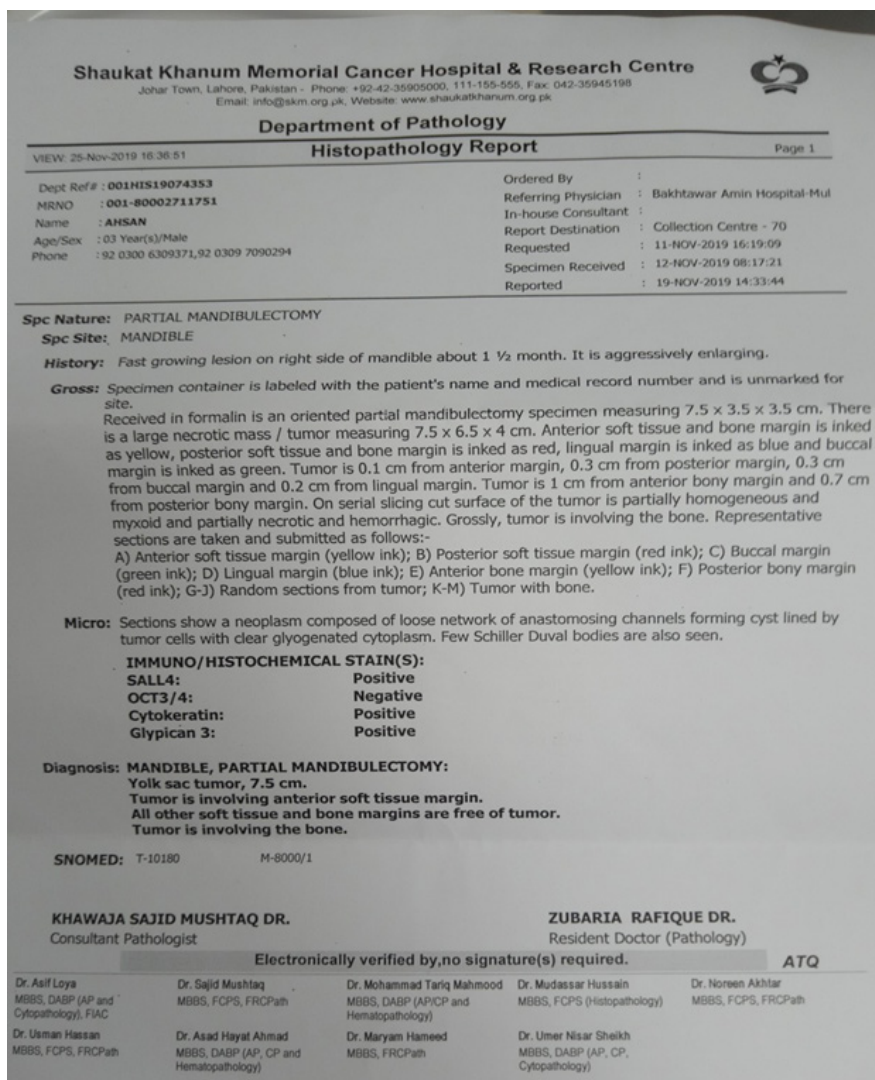 Shaukat Khanum Memorial Cancer Hospital & Research Centre
Johar Town, Lahore, Pakistan - Phone: +92-42-35905000, 111-155-555, Fax: 042-35945198
Email: info@skm.org.pk, Website: www.shaukatkhanum.org.pk
Department of Pathology
VIEW: 25-Nov-2019 16:36:51 Histopathology Report Page 1
Dept Ref# : 001HIS19074353
MRNO : 001-80002711751
Name : AHSAN
Age/Sex : 03 Year(s)/Male
Phone : 92 0300 6309371,92 0309 7090294
Ordered By :
Referring Physician : Bakhtawar Amin Hospital-Mul
In-house Consultant :
Report Destination : Collection Centre - 70
Requested : 11-NOV-2019 16:19:09
Specimen Received : 12-NOV-2019 08:17:21
Reported : 19-NOV-2019 14:33:44
Spc Nature: PARTIAL MANDIBULECTOMY
Spc Site: MANDIBLE
History: Fast growing lesion on right side of mandible about 1 ½ month. It is aggressively enlarging.
Gross: Specimen container is labeled with the patient's name and medical record number and is unmarked for
site.
Received in formalin is an oriented partial mandibulectomy specimen measuring 7.5 x 3.5 x 3.5 cm. There
is a large necrotic mass / tumor measuring 7.5 x 6.5 x 4 cm. Anterior soft tissue and bone margin is inked
as yellow, posterior soft tissue and bone margin is inked as red, lingual margin is inked as blue and buccal
margin is inked as green. Tumor is 0.1 cm from anterior margin, 0.3 cm from posterior margin, 0.3 cm
from buccal margin and 0.2 cm from lingual margin. Tumor is 1 cm from anterior bony margin and 0.7 cm
from posterior bony margin. On serial slicing cut surface of the tumor is partially homogeneous and
myxoid and partially necrotic and hemorrhagic. Grossly, tumor is involving the bone. Representative
sections are taken and submitted as follows:-
A) Anterior soft tissue margin (yellow ink); B) Posterior soft tissue margin (red ink); C) Buccal margin
(green ink); D) Lingual margin (blue ink); E) Anterior bone margin (yellow ink); F) Posterior bony margin
(red ink); G-J) Random sections from tumor; K-M) Tumor with bone.
Micro: Sections show a neoplasm composed of loose network of anastomosing channels forming cyst lined by
tumor cells with clear glyogenated cytoplasm. Few Schiller Duval bodies are also seen.
IMMUNO/HISTOCHEMICAL STAIN(S):
SALL4: Positive
OCT3/4: Negative
Cytokeratin: Positive
Glypican 3: Positive
Diagnosis: MANDIBLE, PARTIAL MANDIBULECTOMY:
Yolk sac tumor, 7.5 cm.
Tumor is involving anterior soft tissue margin.
All other soft tissue and bone margins are free of tumor.
Tumor is involving the bone.
SNOMED: T-10180 M-8000/1
KHAWAJA SAJID MUSHTAQ DR.
Consultant Pathologist
ZUBARIA RAFIQUE DR.
Resident Doctor (Pathology)
Electronically verified by,no signature(s) required. ATQ
Dr. Asif Loya
MBBS, DABP (AP and
Cytopathology), FIAC
Dr. Sajid Mushtaq
MBBS, FCPS, FRCPath
Dr. Mohammad Tariq Mahmood
MBBS, DABP (AP/CP and
Hematopathology)
Dr. Mudassar Hussain
MBBS, FCPS (Histopathology)
Dr. Noreen Akhtar
MBBS, FCPS, FRCPath
Dr. Usman Hassan
MBBS, FCPS, FRCPath
Dr. Asad Hayat Ahmad
MBBS, DABP (AP, CP and
Hematopathology)
Dr. Maryam Hameed
MBBS, FRCPath
Dr. Umer Nisar Sheikh
MBBS, DABP (AP, CP,
Cytopathology)